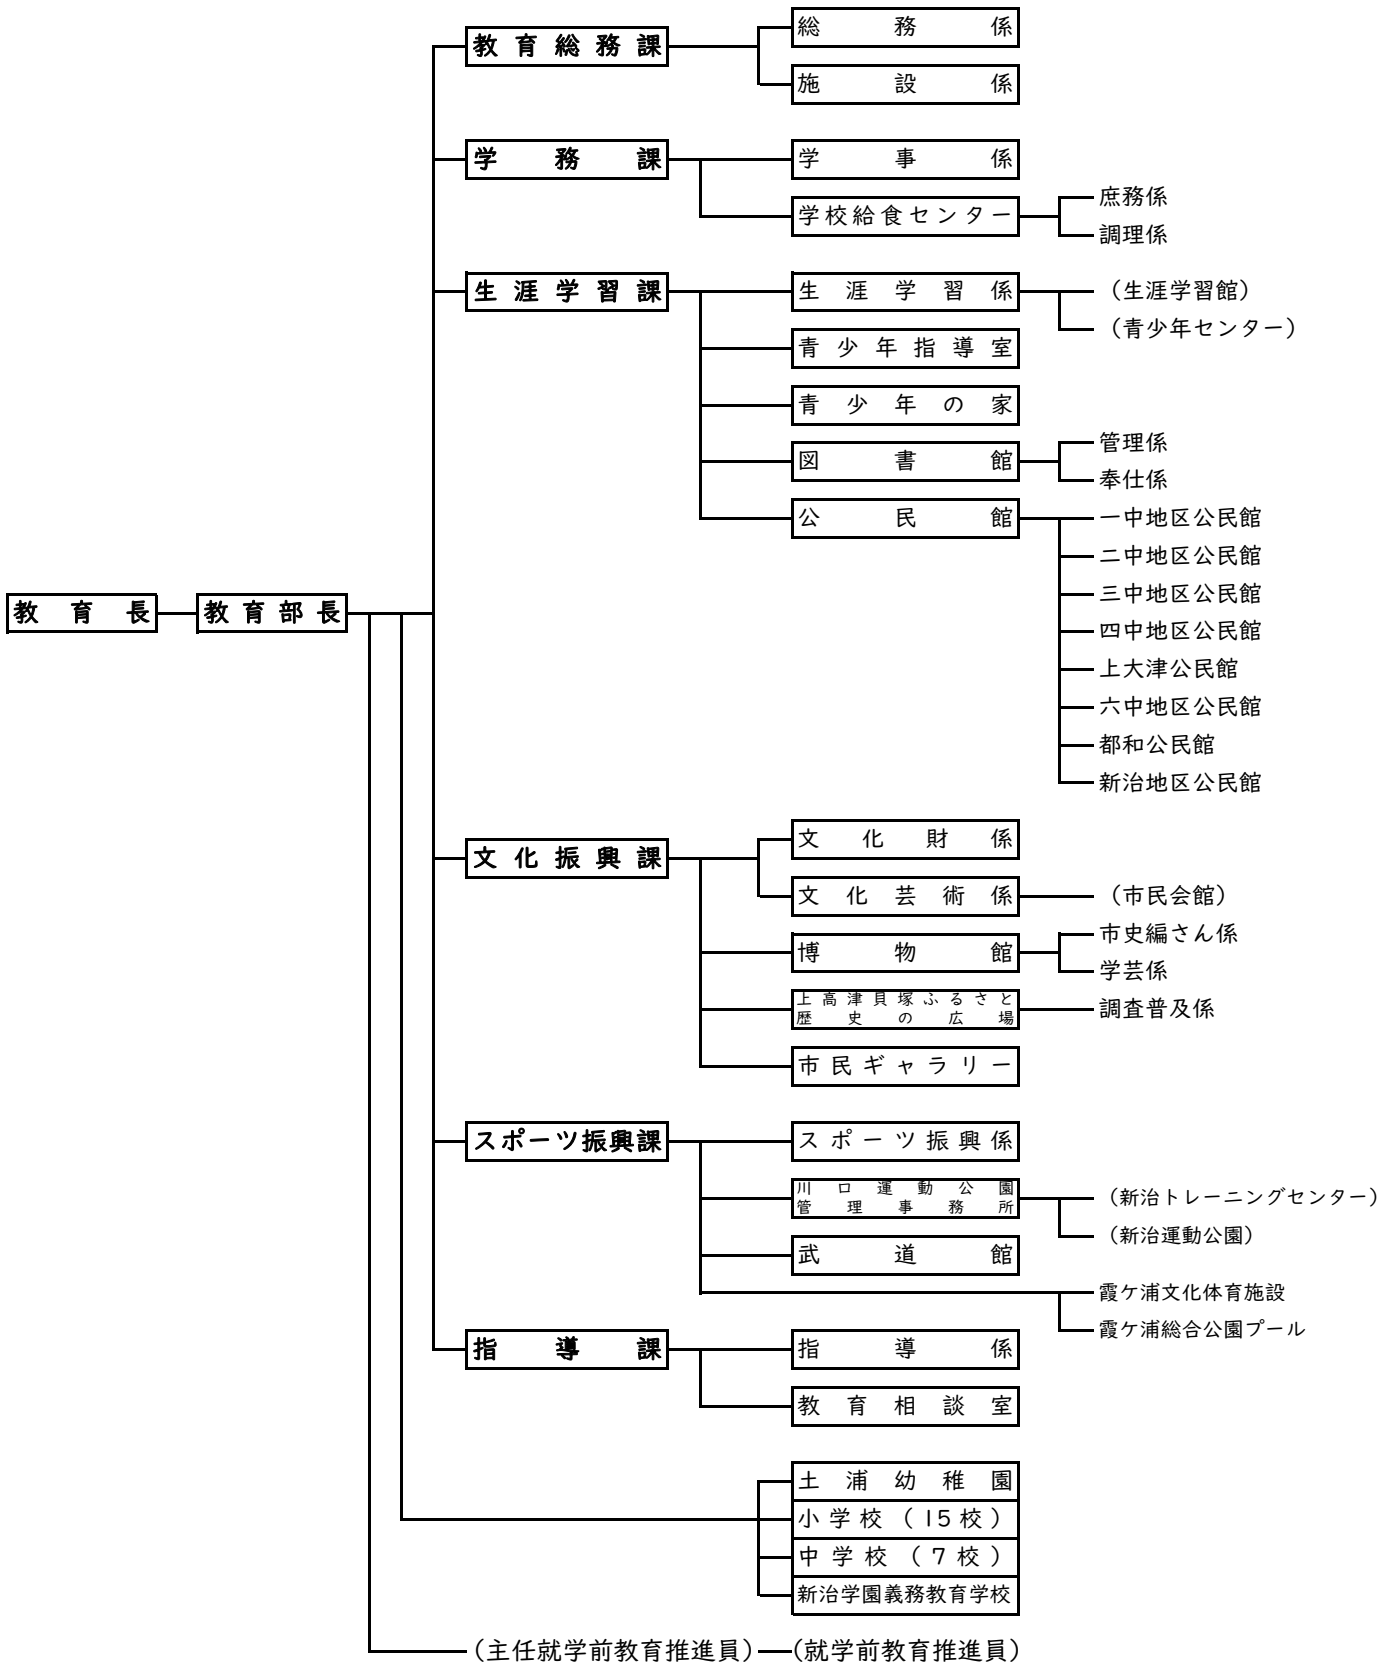 教育長
教育部長
教育総務課
総務係
施設係
学務課
学事係
学校給食センター
庶務係
調理係
生涯学習課
生涯学習係
（生涯学習館）
（青少年センター）
青少年指導室
青少年の家
図書館
管理係
奉仕係
公民館
一中地区公民館
二中地区公民館
三中地区公民館
四中地区公民館
上大津公民館
六中地区公民館
都和公民館
新治地区公民館
文化振興課
文化財係
文化芸術係
（市民会館）
博物館
市史編さん係
学芸係
上高津貝塚ふるさと
歴史の広場
調査普及係
市民ギャラリー
スポーツ振興課
スポーツ振興係
川口運動公園
管理事務所
（新治トレーニングセンター）
（新治運動公園）
武道館
霞ケ浦文化体育施設
霞ケ浦総合公園プール
指導課
指導係
教育相談室
土浦幼稚園
小学校（15校）
中学校（7校）
新治学園義務教育学校
（主任就学前教育推進員）
（就学前教育推進員）